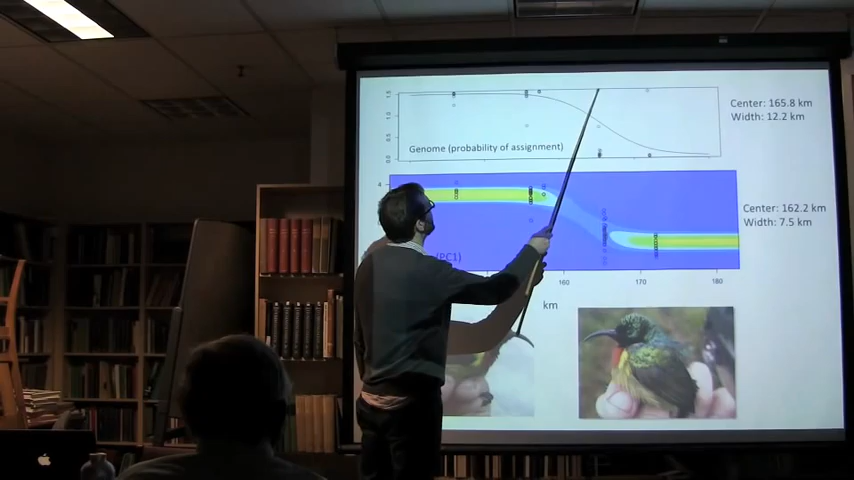 Center: 165.8 km
Width: 12.2 km
Genome (probability of assignment)
Center: 162.2 km
Width: 7.5 km
(PC1)
160 170 180
km